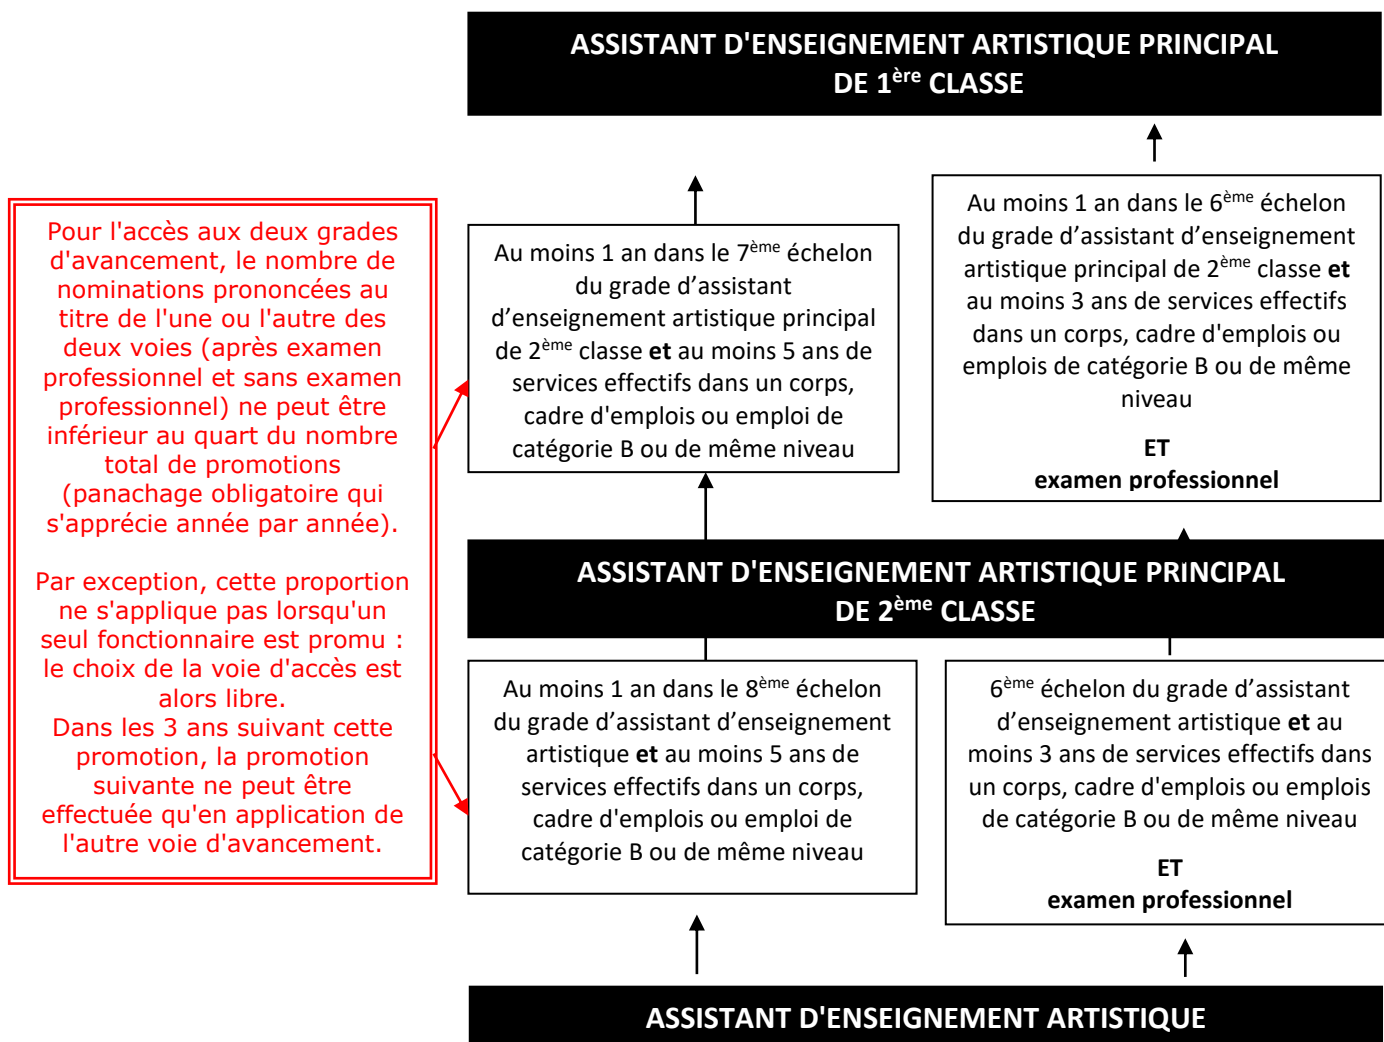 ASSISTANT D'ENSEIGNEMENT ARTISTIQUE PRINCIPAL
DE 1ère CLASSE
Pour l'accès aux deux grades
d'avancement, le nombre de
nominations prononcées au
titre de l'une ou l'autre des
deux voies (après examen
professionnel et sans examen
professionnel) ne peut être
inférieur au quart du nombre
total de promotions
(panachage obligatoire qui
s'apprécie année par année).
Par exception, cette proportion
ne s'applique pas lorsqu'un
seul fonctionnaire est promu :
le choix de la voie d'accès est
alors libre.
Dans les 3 ans suivant cette
promotion, la promotion
suivante ne peut être
effectuée qu'en application de
l'autre voie d'avancement.
Au moins 1 an dans le 7ème échelon
du grade d’assistant
d’enseignement artistique principal
de 2ème classe et au moins 5 ans de
services effectifs dans un corps,
cadre d'emplois ou emploi de
catégorie B ou de même niveau
Au moins 1 an dans le 6ème échelon
du grade d’assistant d’enseignement
artistique principal de 2ème classe et
au moins 3 ans de services effectifs
dans un corps, cadre d'emplois ou
emplois de catégorie B ou de même
niveau
ET
examen professionnel
ASSISTANT D'ENSEIGNEMENT ARTISTIQUE PRINCIPAL
DE 2ème CLASSE
Au moins 1 an dans le 8ème échelon
du grade d’assistant d’enseignement
artistique et au moins 5 ans de
services effectifs dans un corps,
cadre d'emplois ou emploi de
catégorie B ou de même niveau
6ème échelon du grade d’assistant
d’enseignement artistique et au
moins 3 ans de services effectifs dans
un corps, cadre d'emplois ou emplois
de catégorie B ou de même niveau
ET
examen professionnel
ASSISTANT D'ENSEIGNEMENT ARTISTIQUE